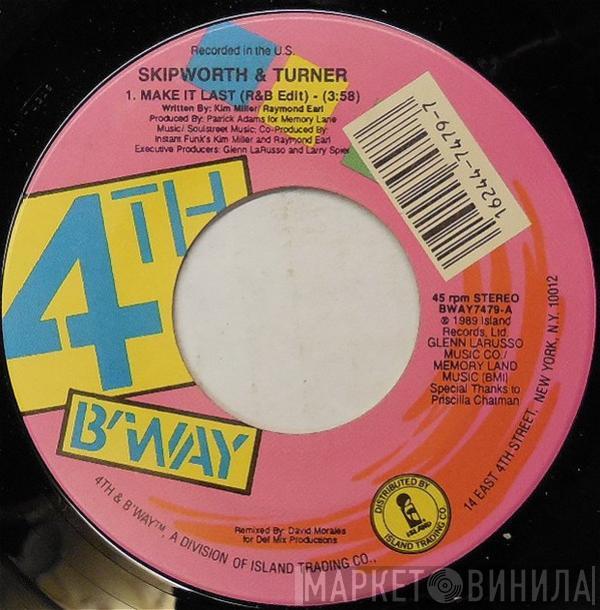 Recorded in the U.S.
SKIPWORTH & TURNER
1. MAKE IT LAST (R&B Edit) - (3:58)
Written By: Kim Miller/ Raymond Earl
Produced By: Patrick Adams for Memory Lane
Music/ Soulstreet Music; Co-Produced By:
Instant Funk's Kim Miller and Raymond Earl
Executive Producers: Glenn LaRusso and Larry Spier
16244-7479-7
4TH
B'WAY
45 rpm STEREO
BWAY7479-A
℗ 1989 Island
Records, Ltd.
GLENN LARUSSO
MUSIC CO./
MEMORY LAND
MUSIC (BMI)
Special Thanks to
Priscilla Chatman
Remixed By: David Morales
for Def Mix Productions
DISTRIBUTED BY
ISLAND
ISLAND TRADING CO.
4TH & B'WAY™, A DIVISION OF ISLAND TRADING CO., 14 EAST 4TH STREET, NEW YORK, N.Y. 10012
МАРКЕТ ВИНИЛА